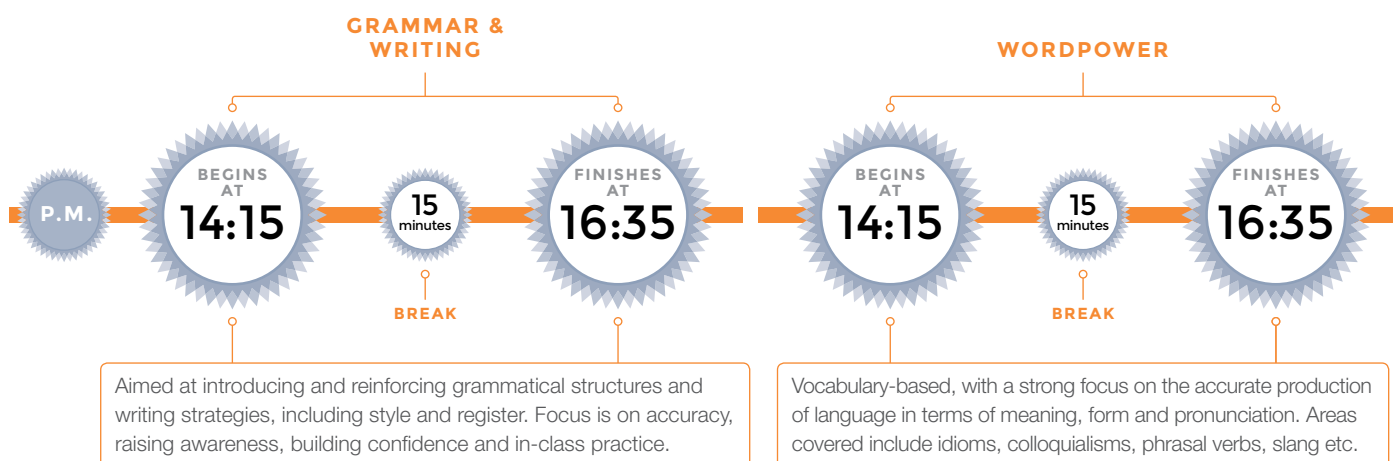 GRAMMAR &
WRITING
P.M.
BEGINS
AT
14:15
15
minutes
BREAK
FINISHES
AT
16:35
Aimed at introducing and reinforcing grammatical structures and
writing strategies, including style and register. Focus is on accuracy,
raising awareness, building confidence and in-class practice.
WORDPOWER
BEGINS
AT
14:15
15
minutes
BREAK
FINISHES
AT
16:35
Vocabulary-based, with a strong focus on the accurate production
of language in terms of meaning, form and pronunciation. Areas
covered include idioms, colloquialisms, phrasal verbs, slang etc.